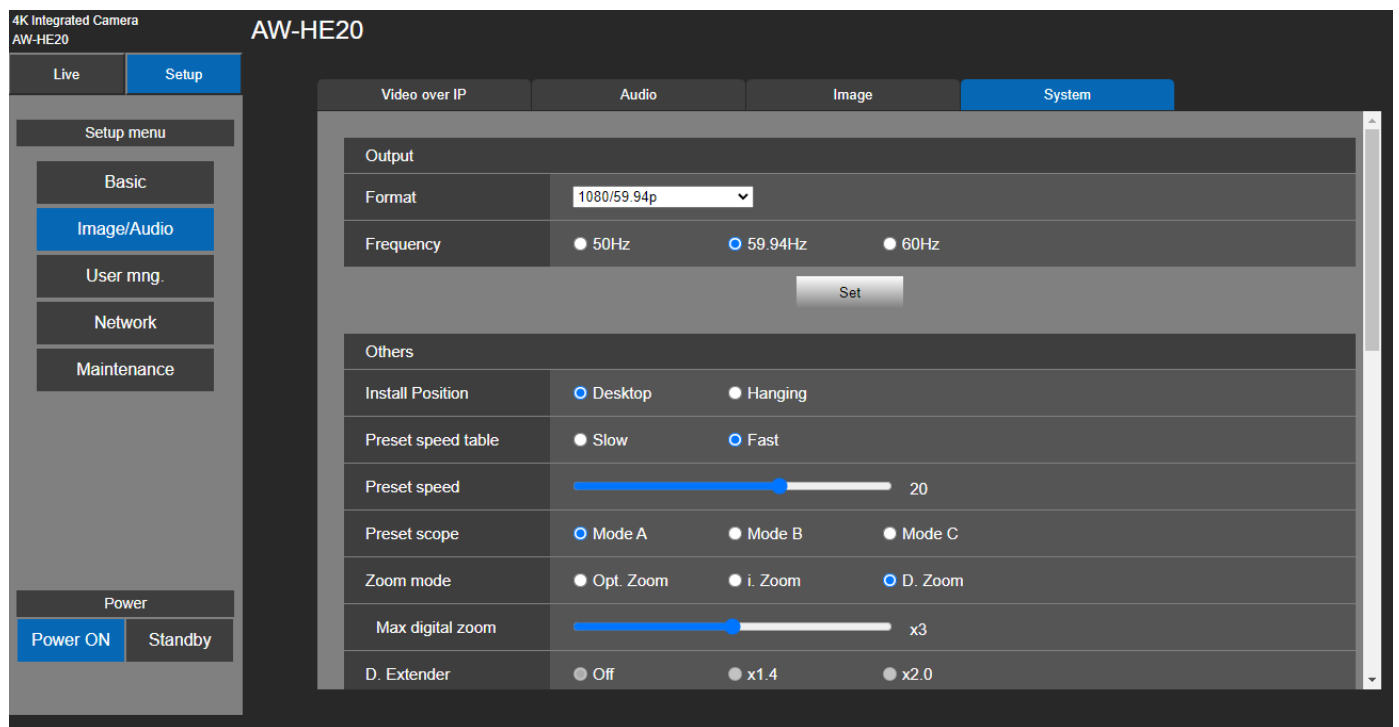 4K Integrated Camera
AW-HE20
AW-HE20
Live Setup
Setup menu
Basic
Image/Audio
User mng.
Network
Maintenance
Power
Power ON Standby
Video over IP Audio Image System
Output
Format 1080/59.94p
Frequency 50Hz 59.94Hz 60Hz
Set
Others
Install Position Desktop Hanging
Preset speed table Slow Fast
Preset speed 20
Preset scope Mode A Mode B Mode C
Zoom mode Opt. Zoom i. Zoom D. Zoom
Max digital zoom x3
D. Extender Off x1.4 x2.0